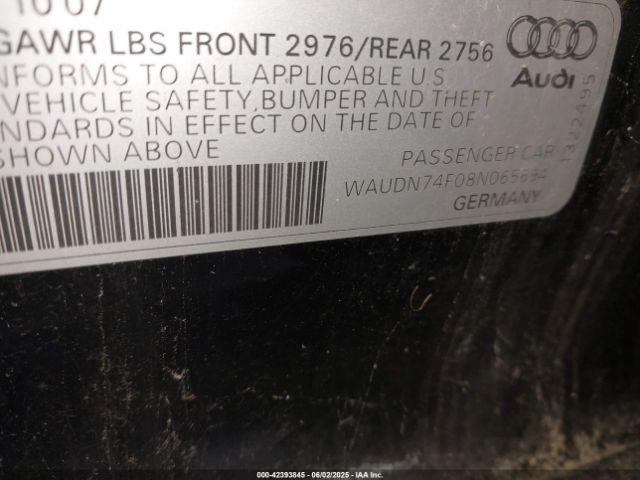 10 07
GAWR LBS FRONT 2976/REAR 2756
NFORMS TO ALL APPLICABLE U.S
VEHICLE SAFETY,BUMPER AND THEFT
NDARDS IN EFFECT ON THE DATE OF
SHOWN ABOVE
PASSENGER CAR
WAUDN74F08N065694
GERMANY
Audi
1322495
000-42393845 - 06/02/2025 - IAA Inc.